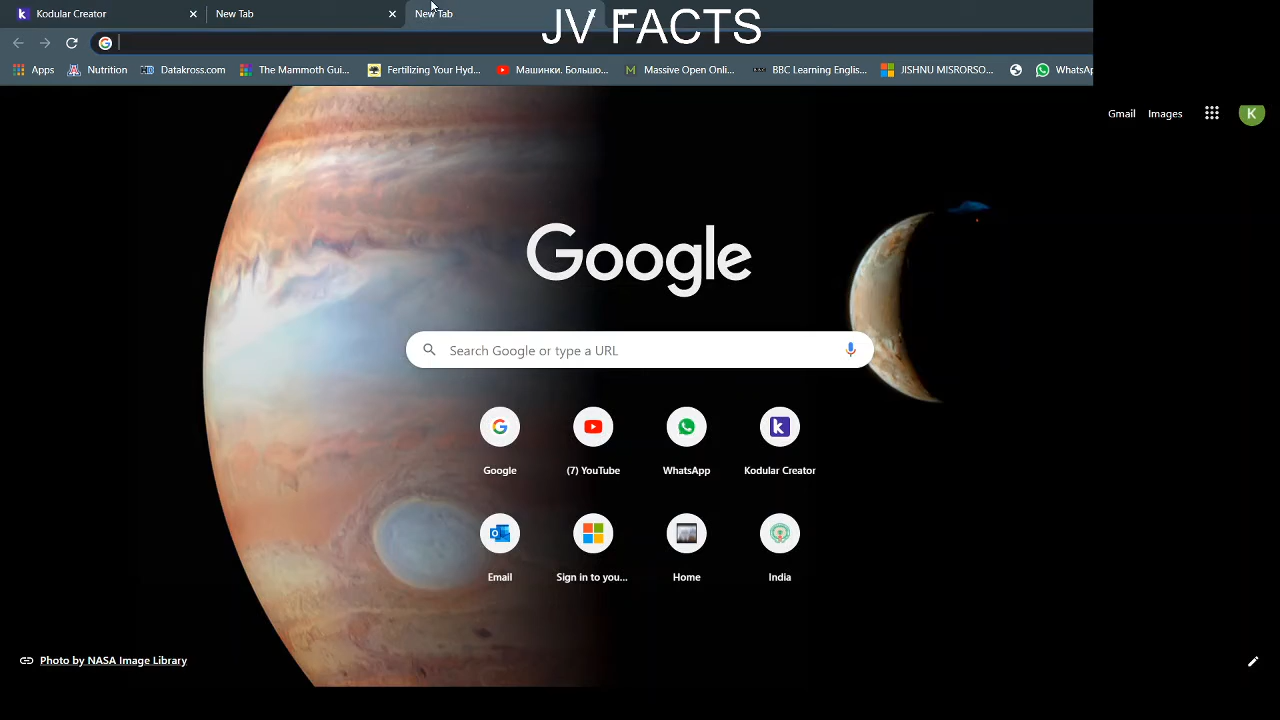 Kodular Creator
New Tab
New Tab
JV FACTS
Apps
Nutrition
Databoss.com
The Mammoth Gui...
Fertilizing Your Hyd...
Машинки. Большо...
Massive Open Onli...
BBC Learning Englis...
JISHNU MISRORSO...
WhatsAp
Gmail
Images
K
Google
Search Google or type a URL
Google
(7) YouTube
WhatsApp
Kodular Creator
Email
Sign in to you...
Home
India
Photo by NASA Image Library